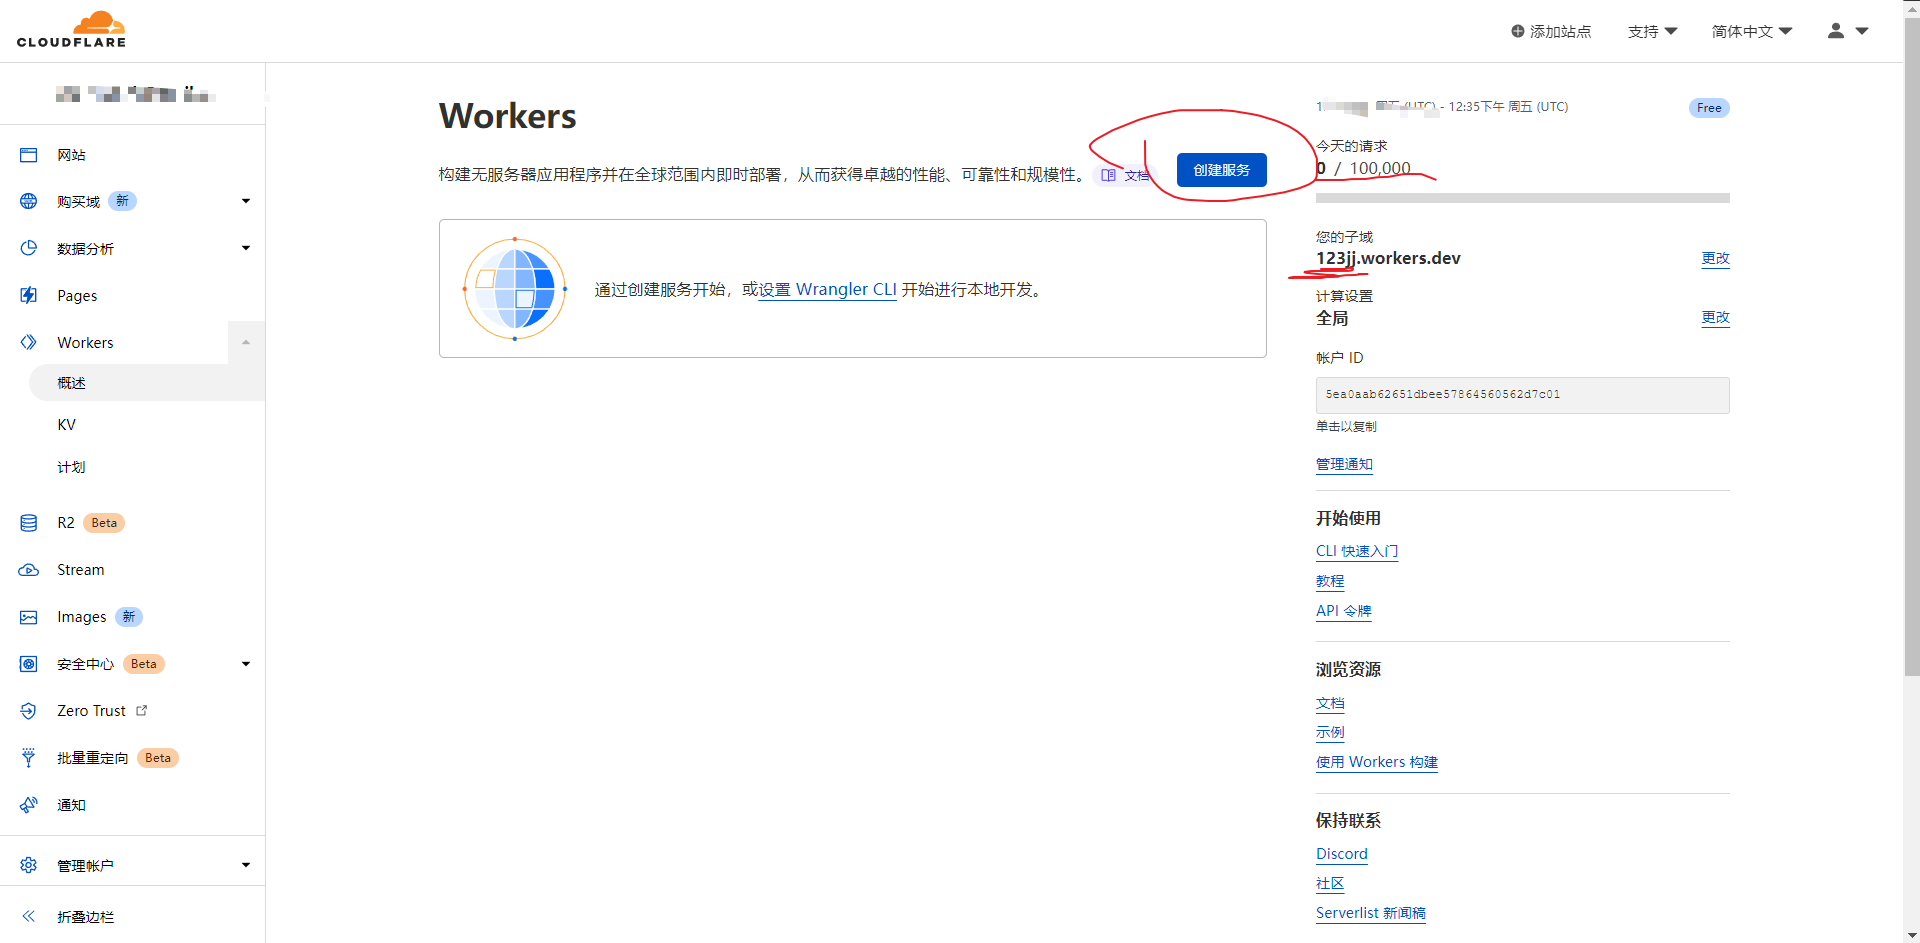 CLOUDFLARE
添加站点
支持
简体中文
网站
购买域 新
数据分析
Pages
Workers
概述
KV
计划
R2 Beta
Stream
Images 新
安全中心 Beta
Zero Trust
批量重定向 Beta
通知
管理帐户
折叠边栏
Workers
构建无服务器应用程序并在全球范围内即时部署，从而获得卓越的性能、可靠性和规模性。 文档
创建服务
通过创建服务开始，或设置 Wrangler CLI 开始进行本地开发。
周五 (UTC) - 12:35下午 周五 (UTC)
Free
今天的请求
0 / 100,000
您的子域
123jj.workers.dev 更改
计算设置
全局 更改
帐户 ID
5ea0aab62651dbee57864560562d7c01
单击以复制
管理通知
开始使用
CLI 快速入门
教程
API 令牌
浏览资源
文档
示例
使用 Workers 构建
保持联系
Discord
社区
Serverlist 新闻稿